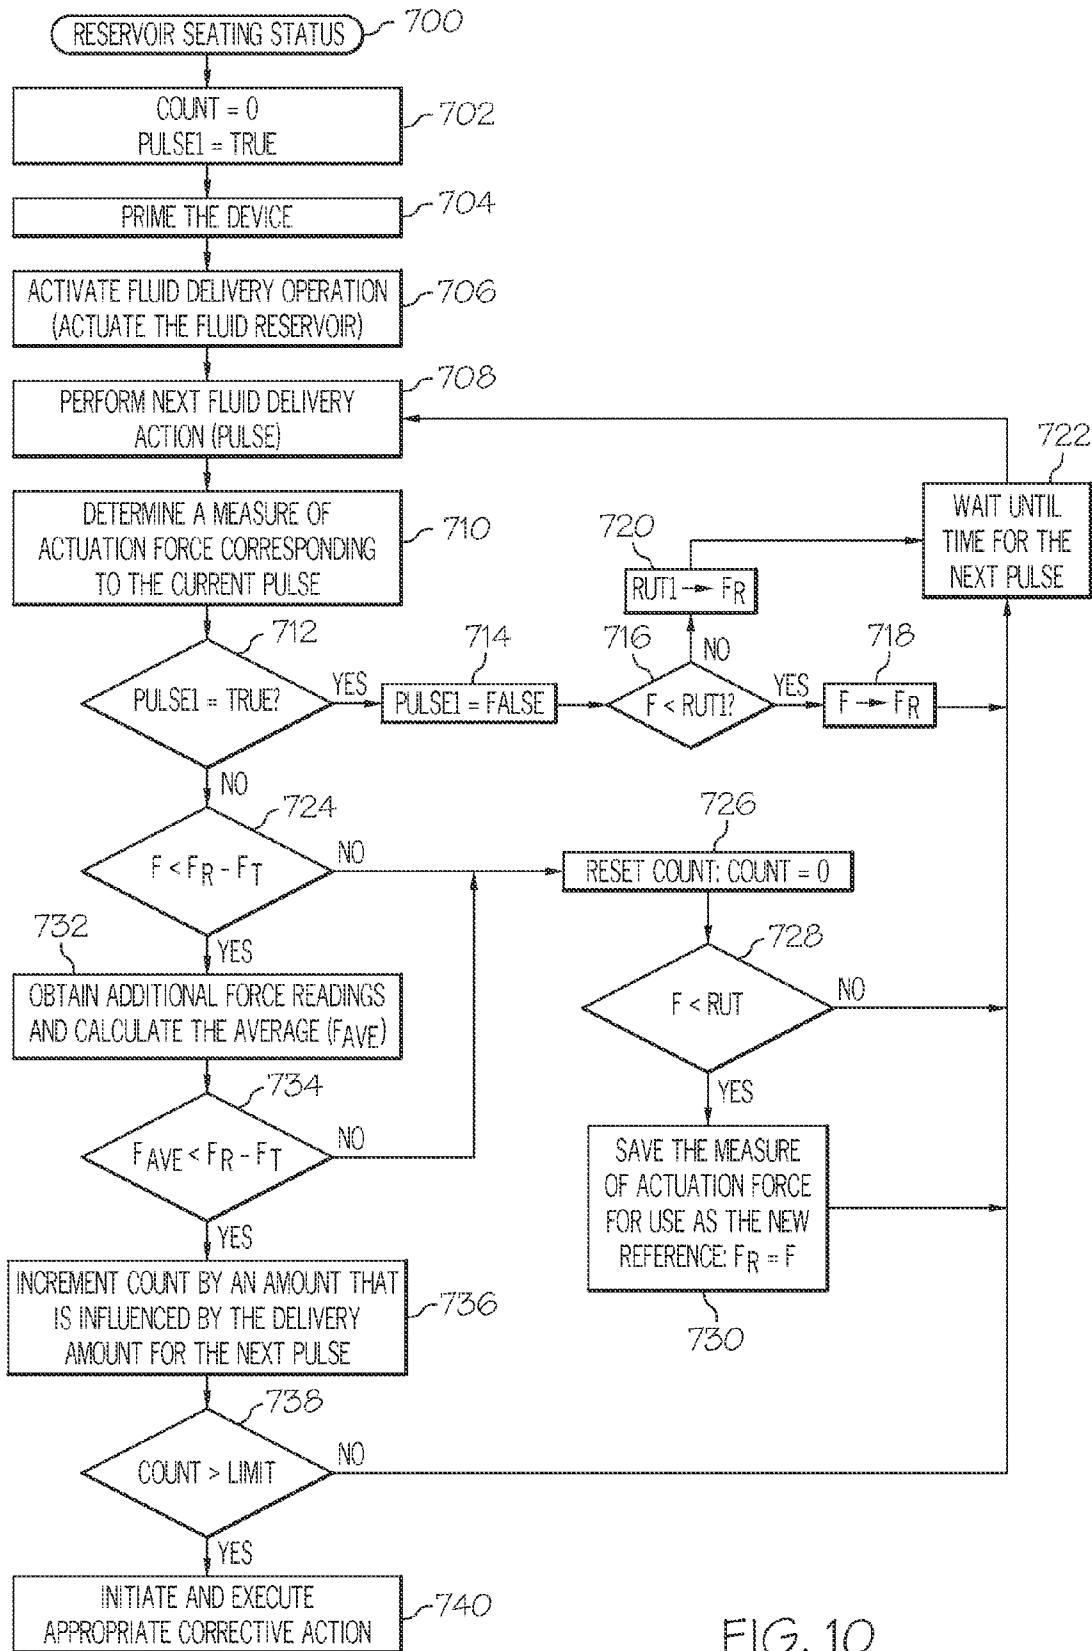 RESERVOIR SEATING STATUS
700
COUNT = 0
PULSE1 = TRUE
702
PRIME THE DEVICE
704
ACTIVATE FLUID DELIVERY OPERATION
(ACTUATE THE FLUID RESERVOIR)
706
PERFORM NEXT FLUID DELIVERY
ACTION (PULSE)
708
DETERMINE A MEASURE OF
ACTUATION FORCE CORRESPONDING
TO THE CURRENT PULSE
710
722
WAIT UNTIL
TIME FOR THE
NEXT PULSE
720
RUT1 → FR
712
PULSE1 = TRUE?
YES
714
PULSE1 = FALSE
716
NO
F < RUT1?
YES
718
F → FR
NO
724
F < FR - FT
NO
726
RESET COUNT: COUNT = 0
YES
728
F < RUT
NO
732
OBTAIN ADDITIONAL FORCE READINGS
AND CALCULATE THE AVERAGE (FAVE)
YES
734
FAVE < FR - FT
NO
SAVE THE MEASURE
OF ACTUATION FORCE
FOR USE AS THE NEW
REFERENCE: FR = F
730
YES
INCREMENT COUNT BY AN AMOUNT THAT
IS INFLUENCED BY THE DELIVERY
AMOUNT FOR THE NEXT PULSE
736
738
COUNT > LIMIT
NO
YES
INITIATE AND EXECUTE
APPROPRIATE CORRECTIVE ACTION
740
FIG. 10